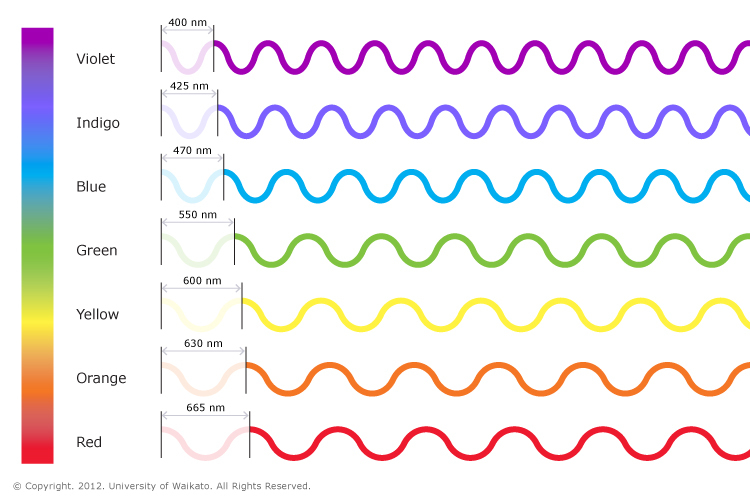 400 nm
Violet
425 nm
Indigo
470 nm
Blue
550 nm
Green
600 nm
Yellow
630 nm
Orange
665 nm
Red
© Copyright. 2012. University of Waikato. All Rights Reserved.